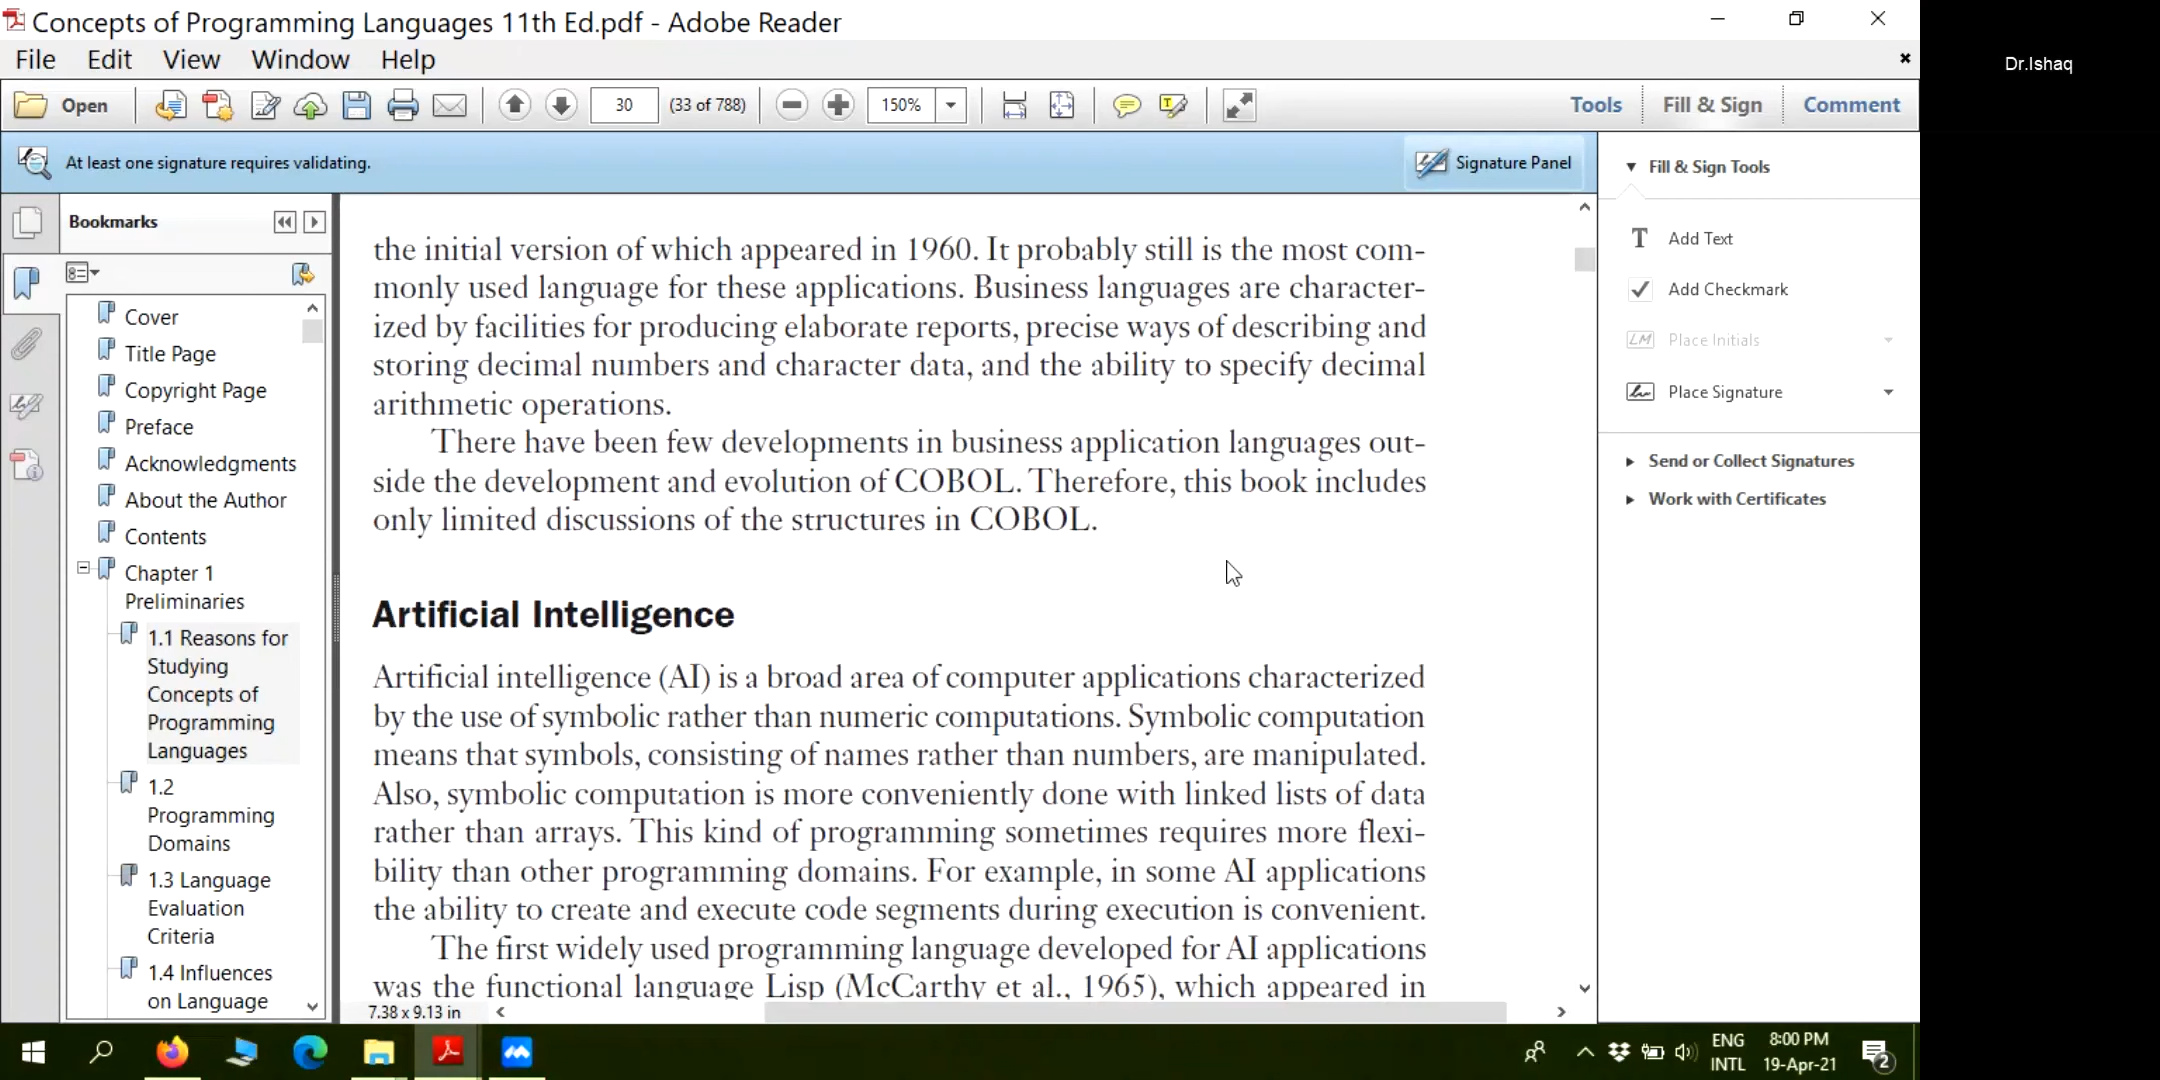 Concepts of Programming Languages 11th Ed.pdf - Adobe Reader
File Edit View Window Help
Dr.Ishaq
Open 30 (33 of 788) 150% Tools Fill & Sign Comment
At least one signature requires validating.
Signature Panel
Bookmarks
Cover
Title Page
Copyright Page
Preface
Acknowledgments
About the Author
Contents
Chapter 1
Preliminaries
1.1 Reasons for
Studying
Concepts of
Programming
Languages
1.2
Programming
Domains
1.3 Language
Evaluation
Criteria
1.4 Influences
on Language
the initial version of which appeared in 1960. It probably still is the most com-
monly used language for these applications. Business languages are character-
ized by facilities for producing elaborate reports, precise ways of describing and
storing decimal numbers and character data, and the ability to specify decimal
arithmetic operations.
There have been few developments in business application languages out-
side the development and evolution of COBOL. Therefore, this book includes
only limited discussions of the structures in COBOL.
Artificial Intelligence
Artificial intelligence (AI) is a broad area of computer applications characterized
by the use of symbolic rather than numeric computations. Symbolic computation
means that symbols, consisting of names rather than numbers, are manipulated.
Also, symbolic computation is more conveniently done with linked lists of data
rather than arrays. This kind of programming sometimes requires more flexi-
bility than other programming domains. For example, in some AI applications
the ability to create and execute code segments during execution is convenient.
The first widely used programming language developed for AI applications
was the functional language Lisp (McCarthy et al., 1965), which appeared in
7.38 x 9.13 in
Fill & Sign Tools
T Add Text
Add Checkmark
LM Place Initials
Place Signature
Send or Collect Signatures
Work with Certificates
ENG
INTL
8:00 PM
19-Apr-21
2